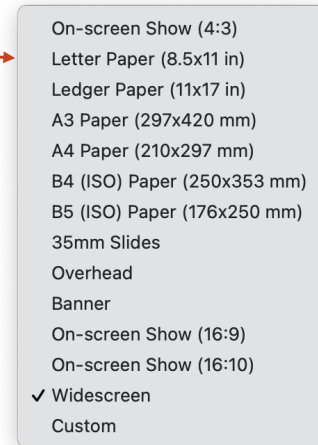 On-screen Show (4:3)
Letter Paper (8.5x11 in)
Ledger Paper (11x17 in)
A3 Paper (297x420 mm)
A4 Paper (210x297 mm)
B4 (ISO) Paper (250x353 mm)
B5 (ISO) Paper (176x250 mm)
35mm Slides
Overhead
Banner
On-screen Show (16:9)
On-screen Show (16:10)
✓ Widescreen
Custom